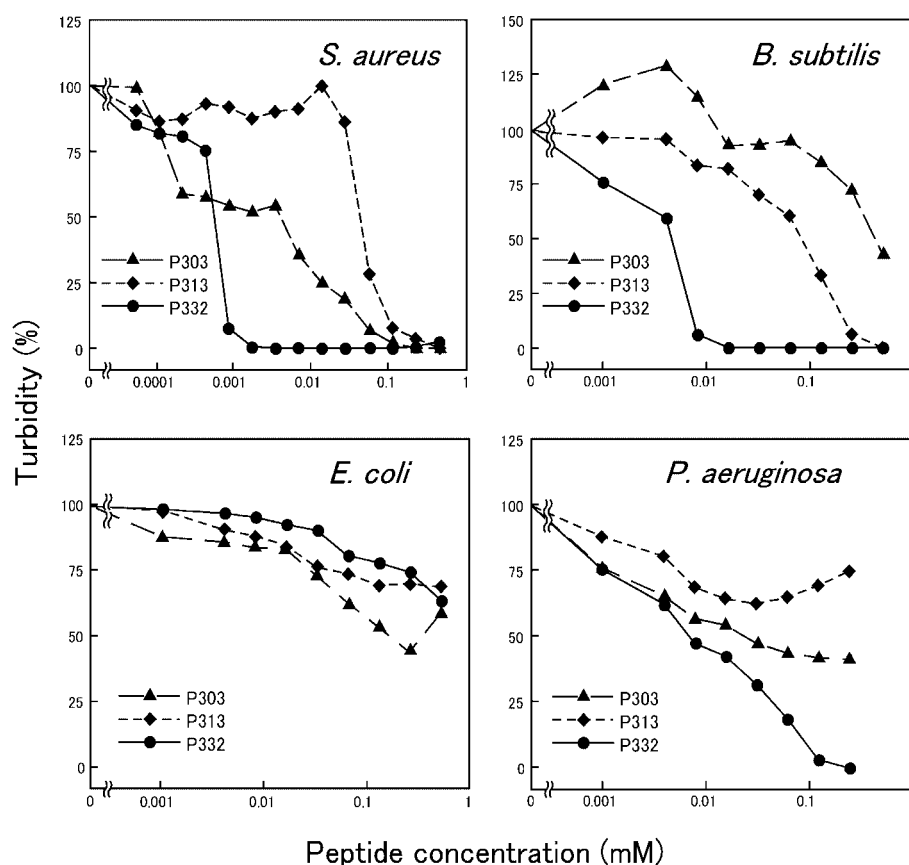 125
S. aureus
100
75
50
P303
P313
25
P332
0
0
0.0001
0.001
0.01
0.1
1
150
B. subtilis
125
100
75
50
P303
P313
25
P332
0
0
0.001
0.01
0.1
Turbidity (%)
125
E. coli
100
75
50
P303
25
P313
P332
0
0
0.001
0.01
0.1
1
125
P. aeruginosa
100
75
50
P303
25
P313
P332
0
0
0.001
0.01
0.1
Peptide concentration (mM)